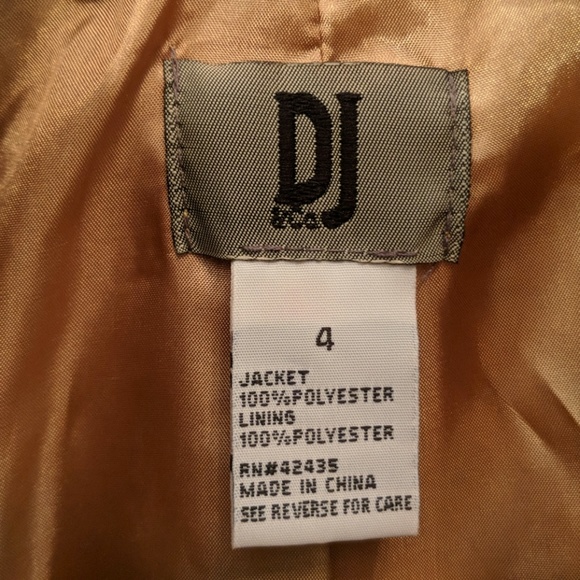 DJ
& Co.
4
JACKET
100%POLYESTER
LINING
100%POLYESTER
RN#42435
MADE IN CHINA
SEE REVERSE FOR CARE